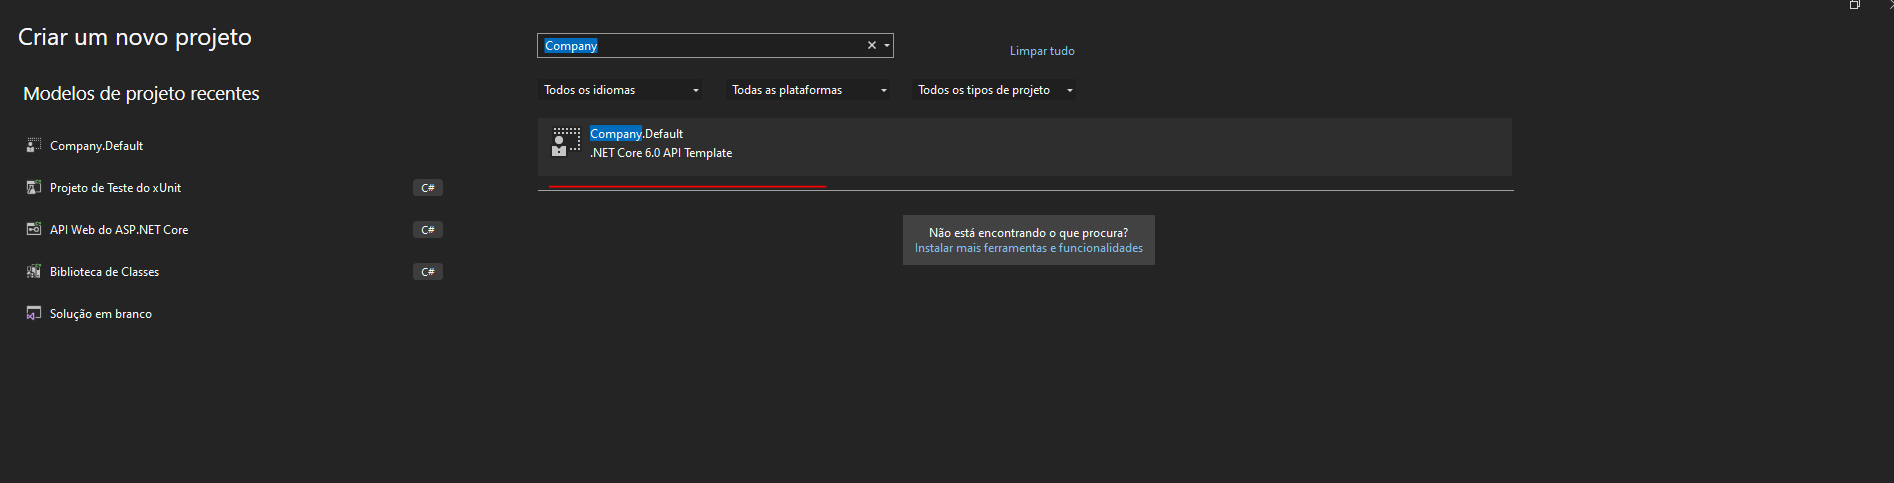 Criar um novo projeto
Modelos de projeto recentes
Company.Default
Projeto de Teste do xUnit C#
API Web do ASP.NET Core C#
Biblioteca de Classes C#
Solução em branco
Company
Limpar tudo
Todos os idiomas Todas as plataformas Todos os tipos de projeto
Company.Default
.NET Core 6.0 API Template
Não está encontrando o que procura?
Instalar mais ferramentas e funcionalidades